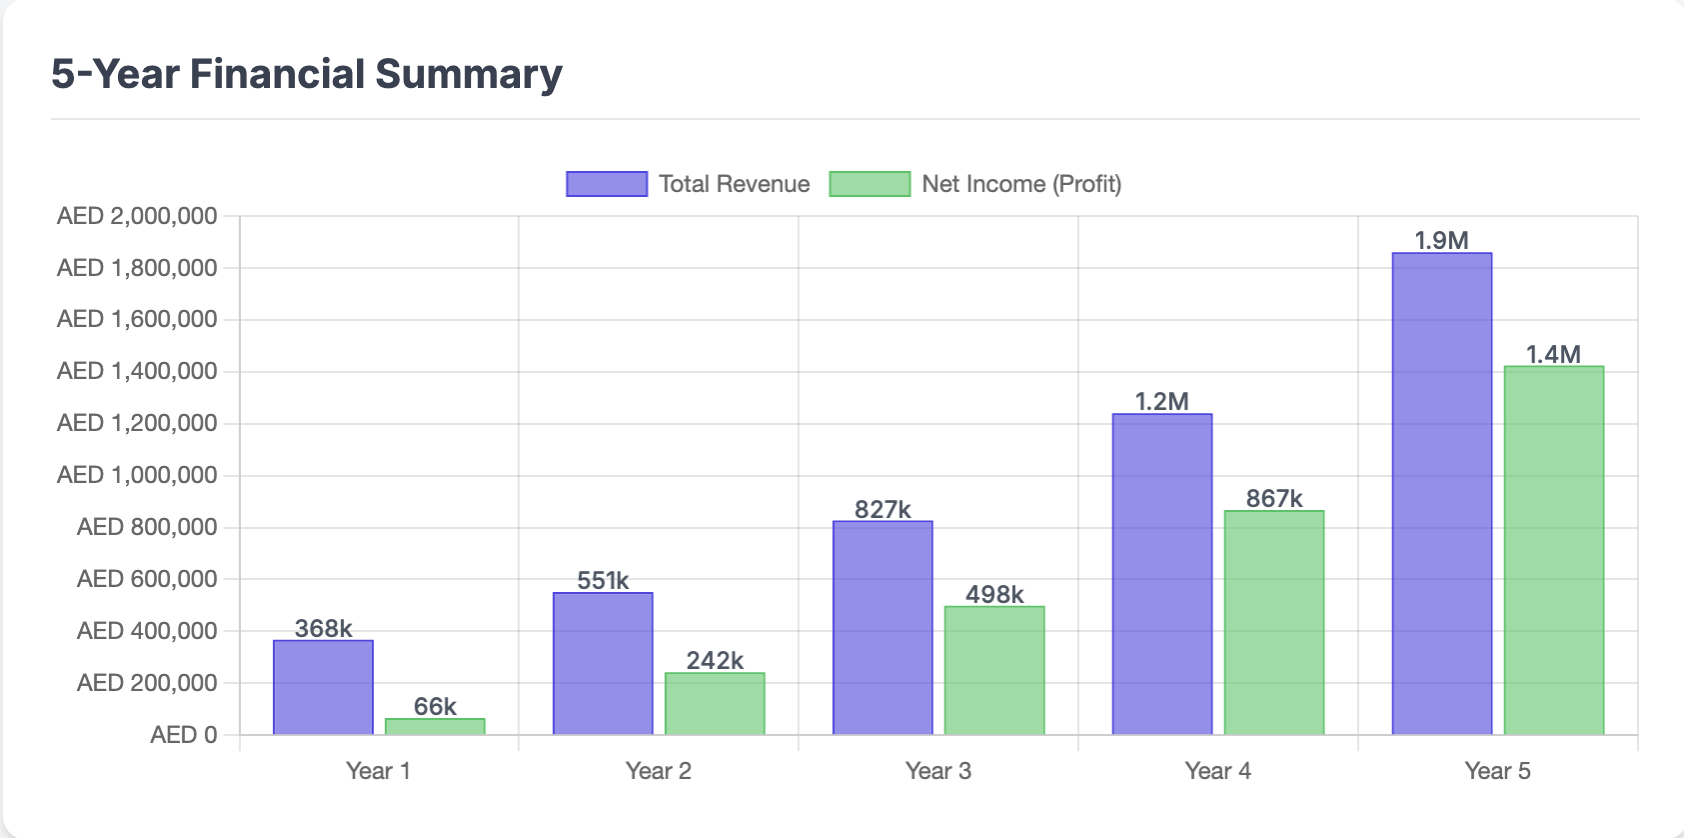 5-Year Financial Summary
Total Revenue Net Income (Profit)
AED 2,000,000
AED 1,800,000
AED 1,600,000
AED 1,400,000
AED 1,200,000
AED 1,000,000
AED 800,000
AED 600,000
AED 400,000
AED 200,000
AED 0
368k
66k
551k
242k
827k
498k
1.2M
867k
1.9M
1.4M
Year 1 Year 2 Year 3 Year 4 Year 5